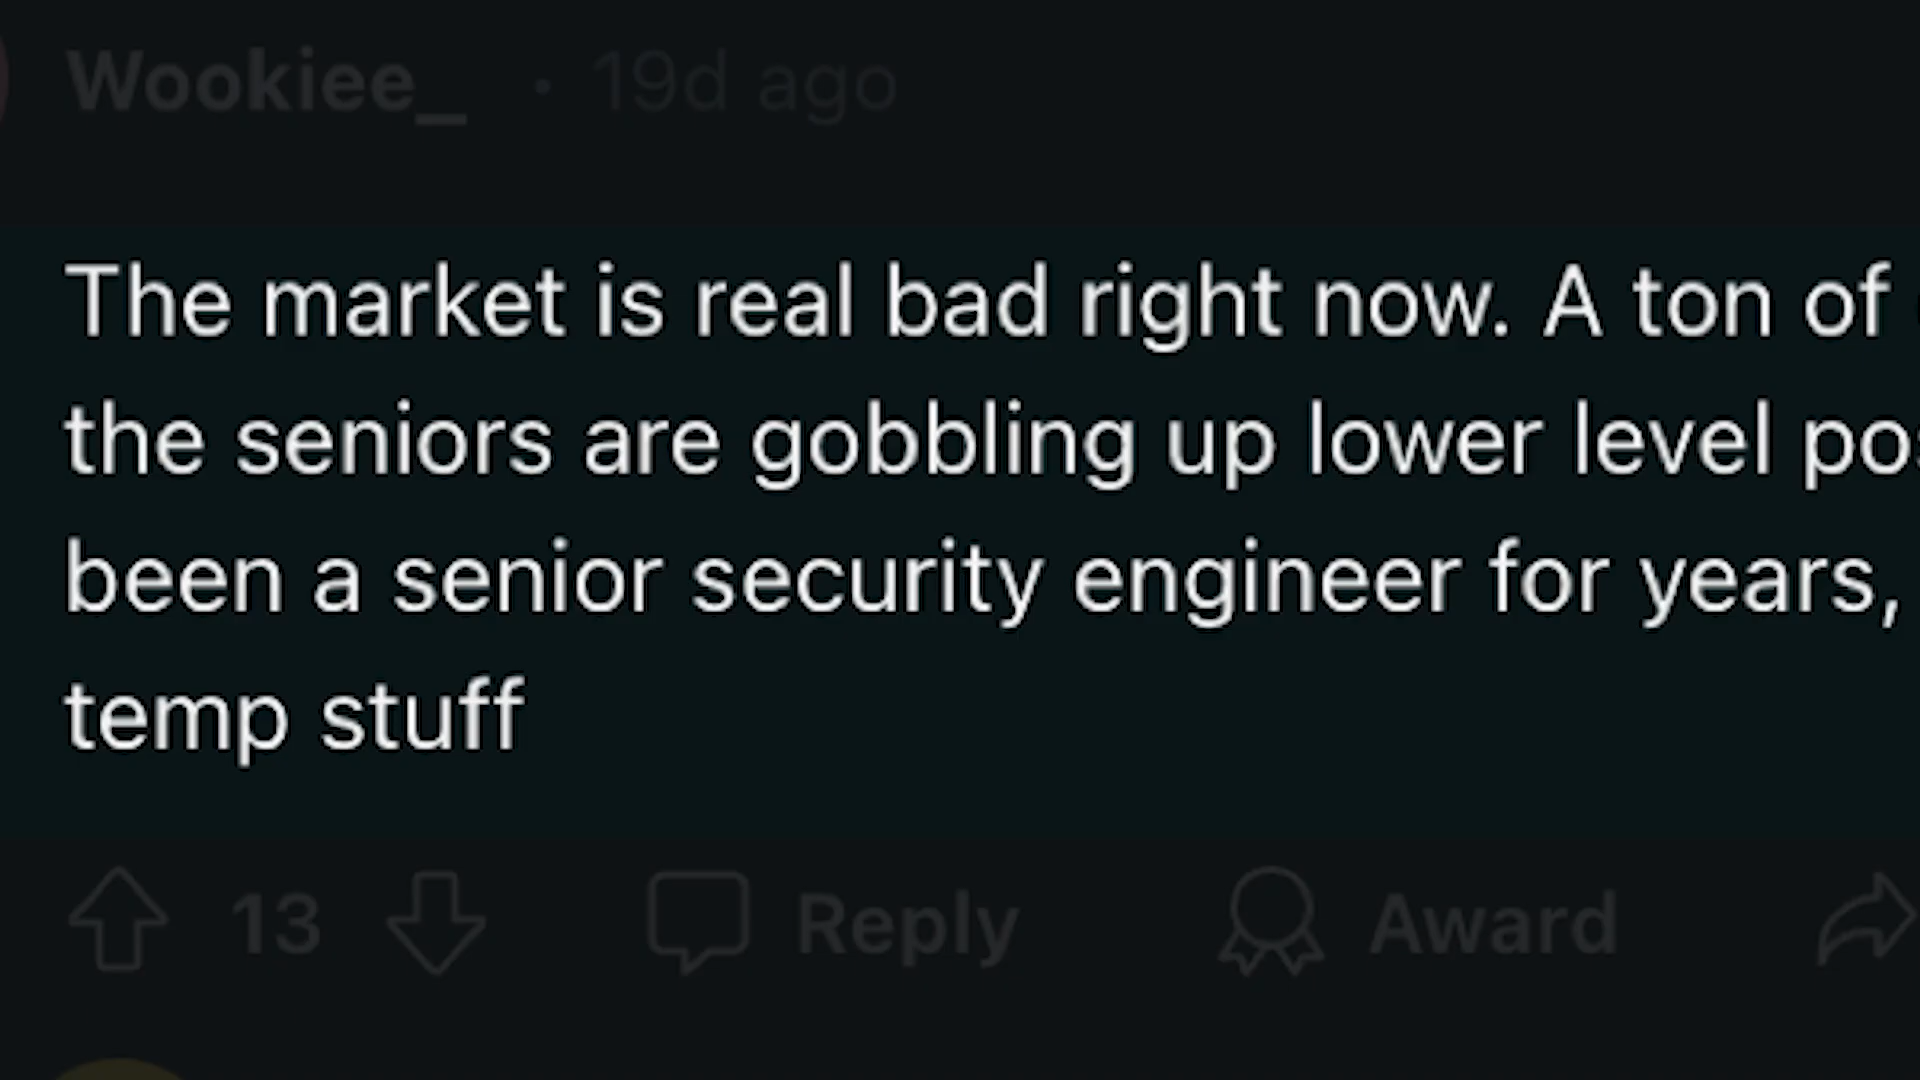 Wookiee_ · 19d ago
The market is real bad right now. A ton of
the seniors are gobbling up lower level
been a senior security engineer for years,
temp stuff
13 Reply Award